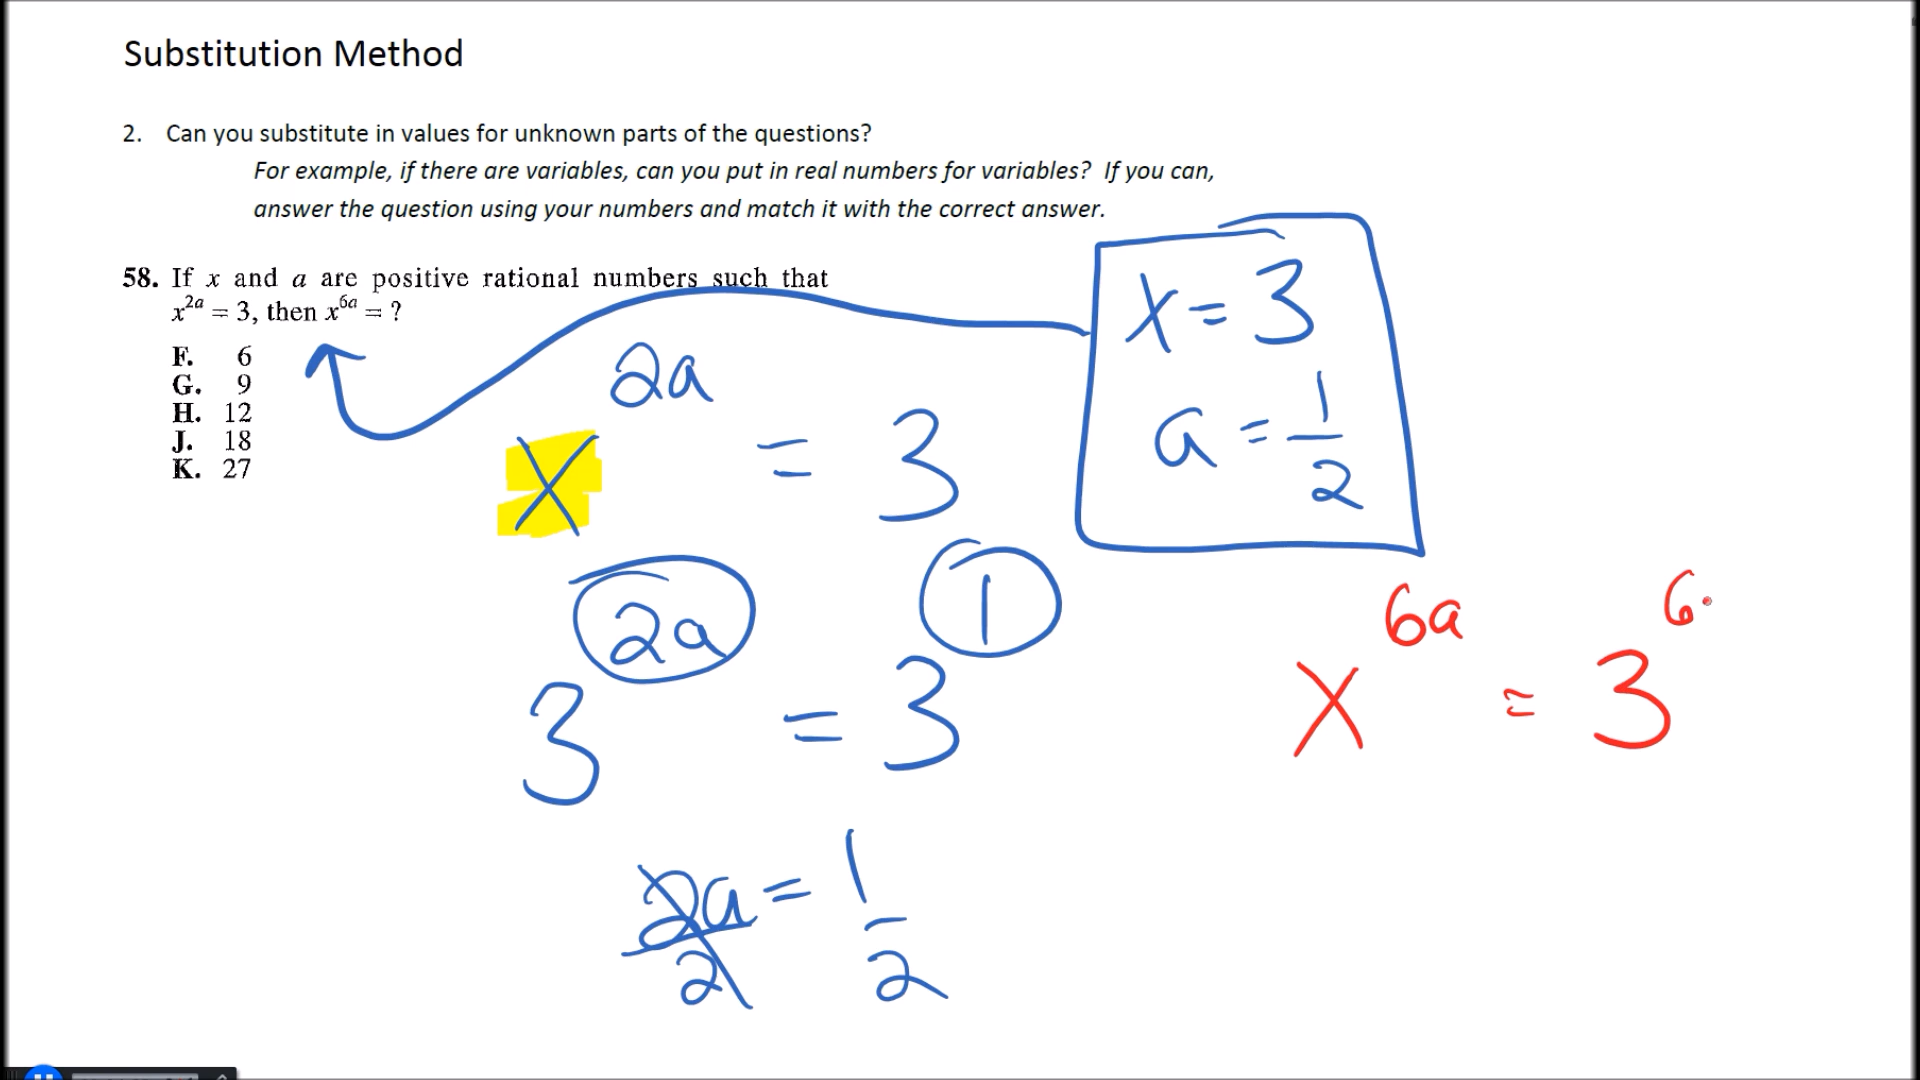 Substitution Method
2. Can you substitute in values for unknown parts of the questions?
For example, if there are variables, can you put in real numbers for variables? If you can,
answer the question using your numbers and match it with the correct answer.
58. If x and a are positive rational numbers such that
x^2a = 3, then x^6a = ?
F. 6
G. 9
H. 12
J. 18
K. 27
x = 3
a = 1/2
x^2a = 3
3^2a = 3^1
2a/2 = 1/2
x^6a = 3^6·